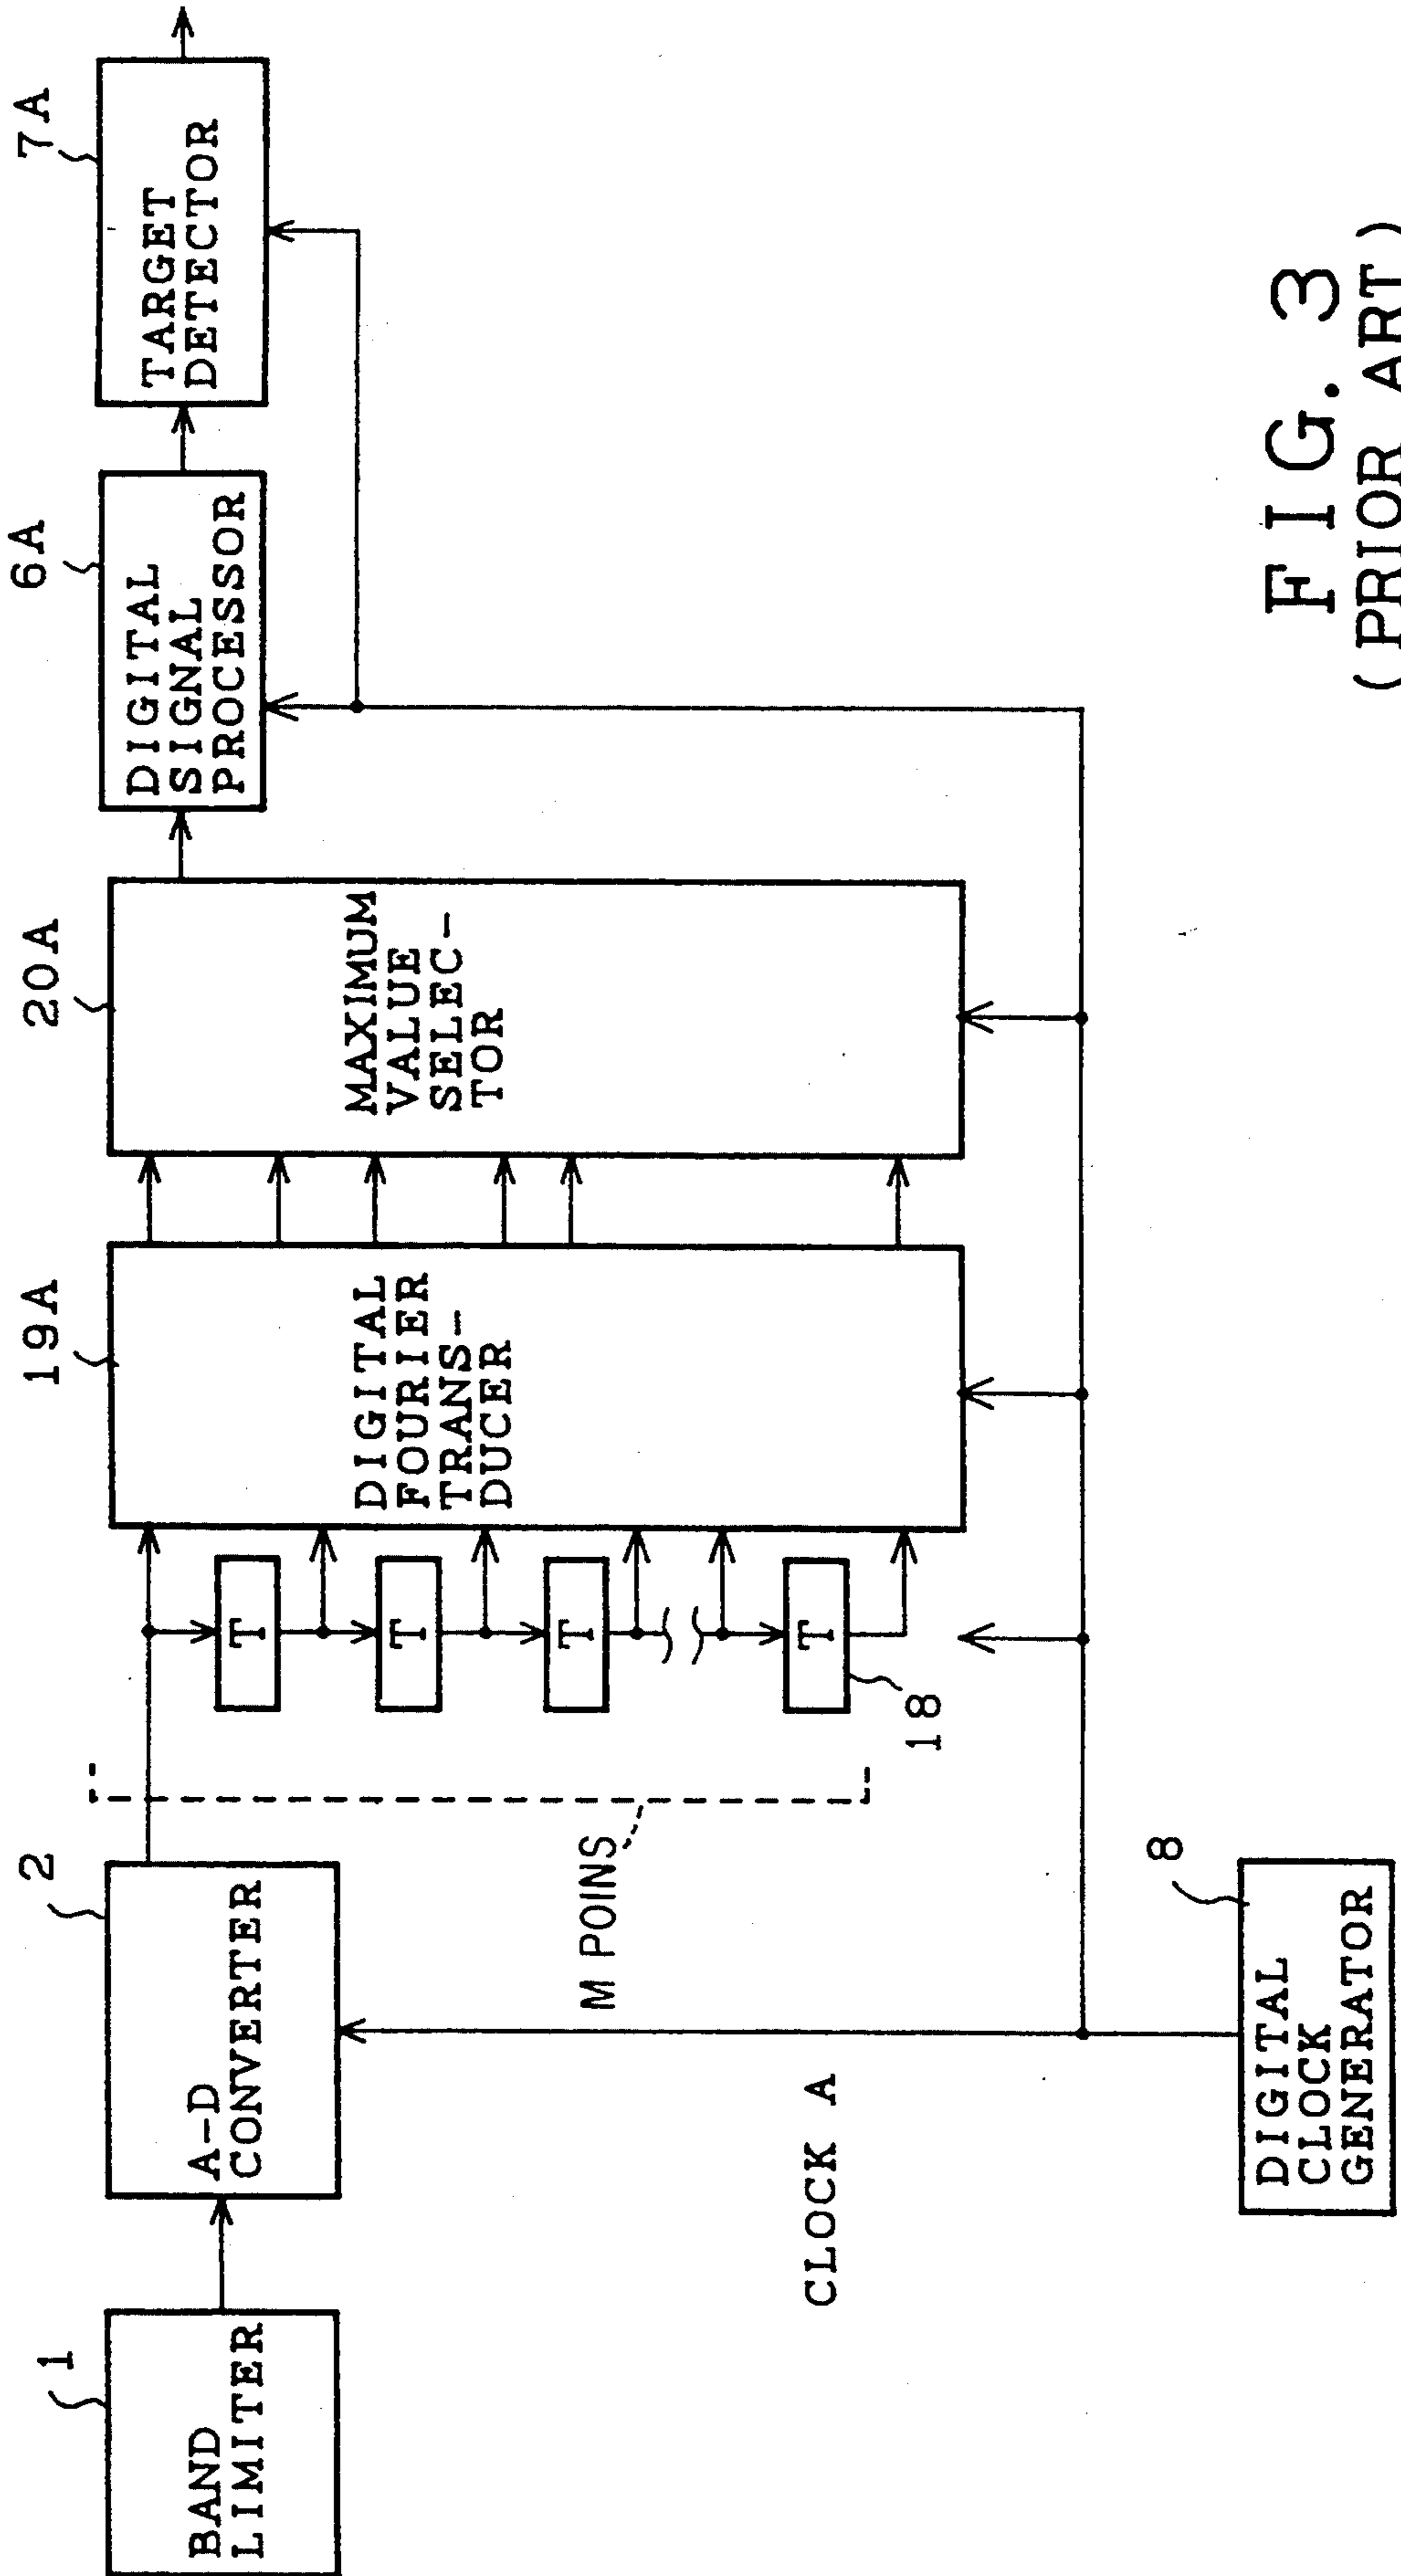 1
BAND
LIMITER
2
A-D
CONVERTER
M POINS
T
T
T
T
18
19A
DIGITAL
FOURIER
TRANS-
DUCER
20A
MAXIMUM
VALUE
SELEC-
TOR
6A
DIGITAL
SIGNAL
PROCESSOR
7A
TARGET
DETECTOR
CLOCK A
8
DIGITAL
CLOCK
GENERATOR
FIG. 3
(PRIOR ART)